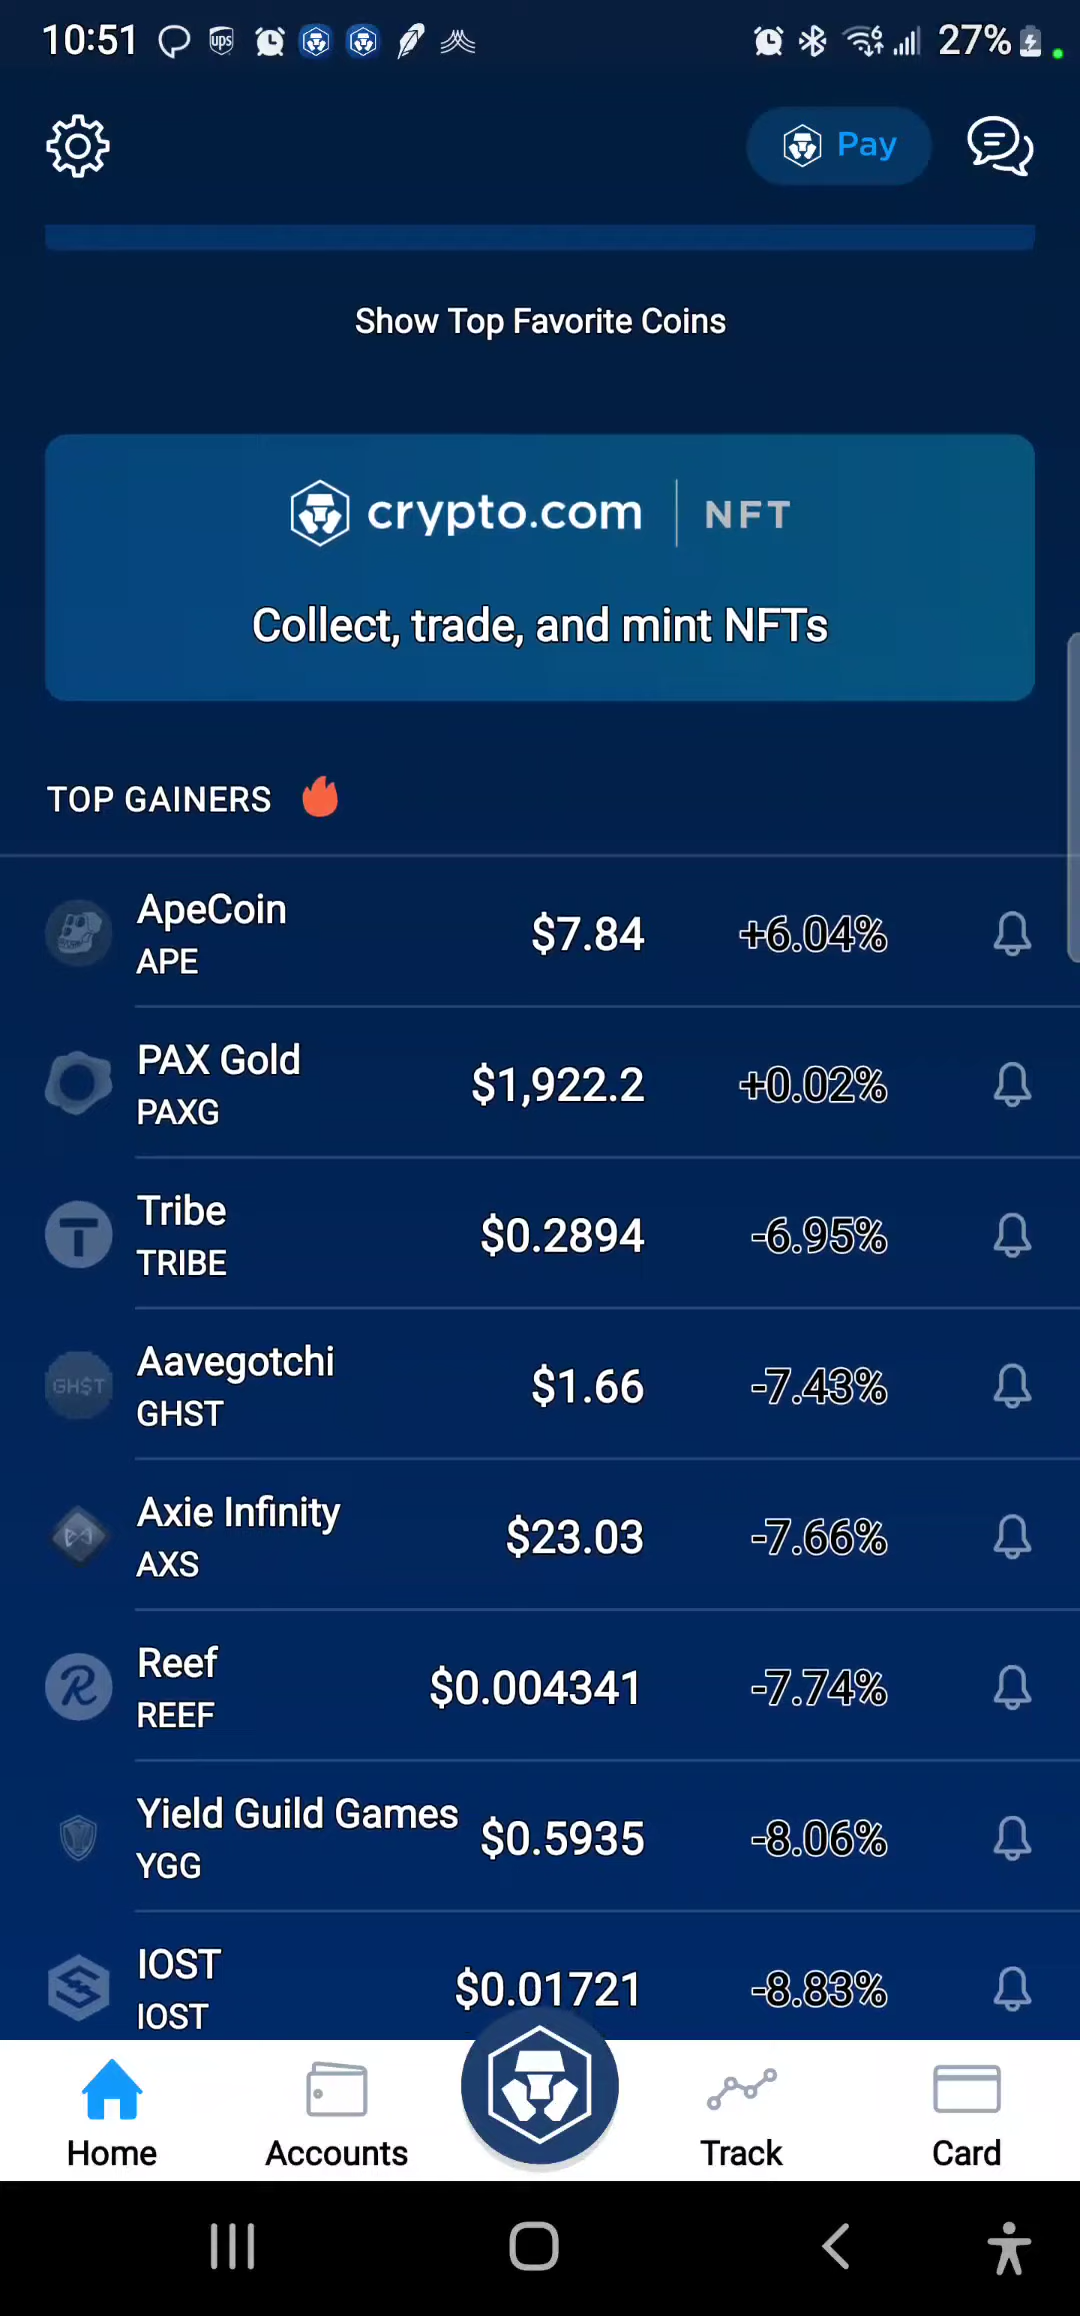 10:51
UPS
27%
Pay
Show Top Favorite Coins
crypto.com | NFT
Collect, trade, and mint NFTs
TOP GAINERS
ApeCoin
APE
$7.84
+6.04%
PAX Gold
PAXG
$1,922.2
+0.02%
Tribe
TRIBE
$0.2894
-6.95%
GH$T
Aavegotchi
GHST
$1.66
-7.43%
Axie Infinity
AXS
$23.03
-7.66%
Reef
REEF
$0.004341
-7.74%
Yield Guild Games
YGG
$0.5935
-8.06%
IOST
IOST
$0.01721
-8.83%
Home
Accounts
Track
Card